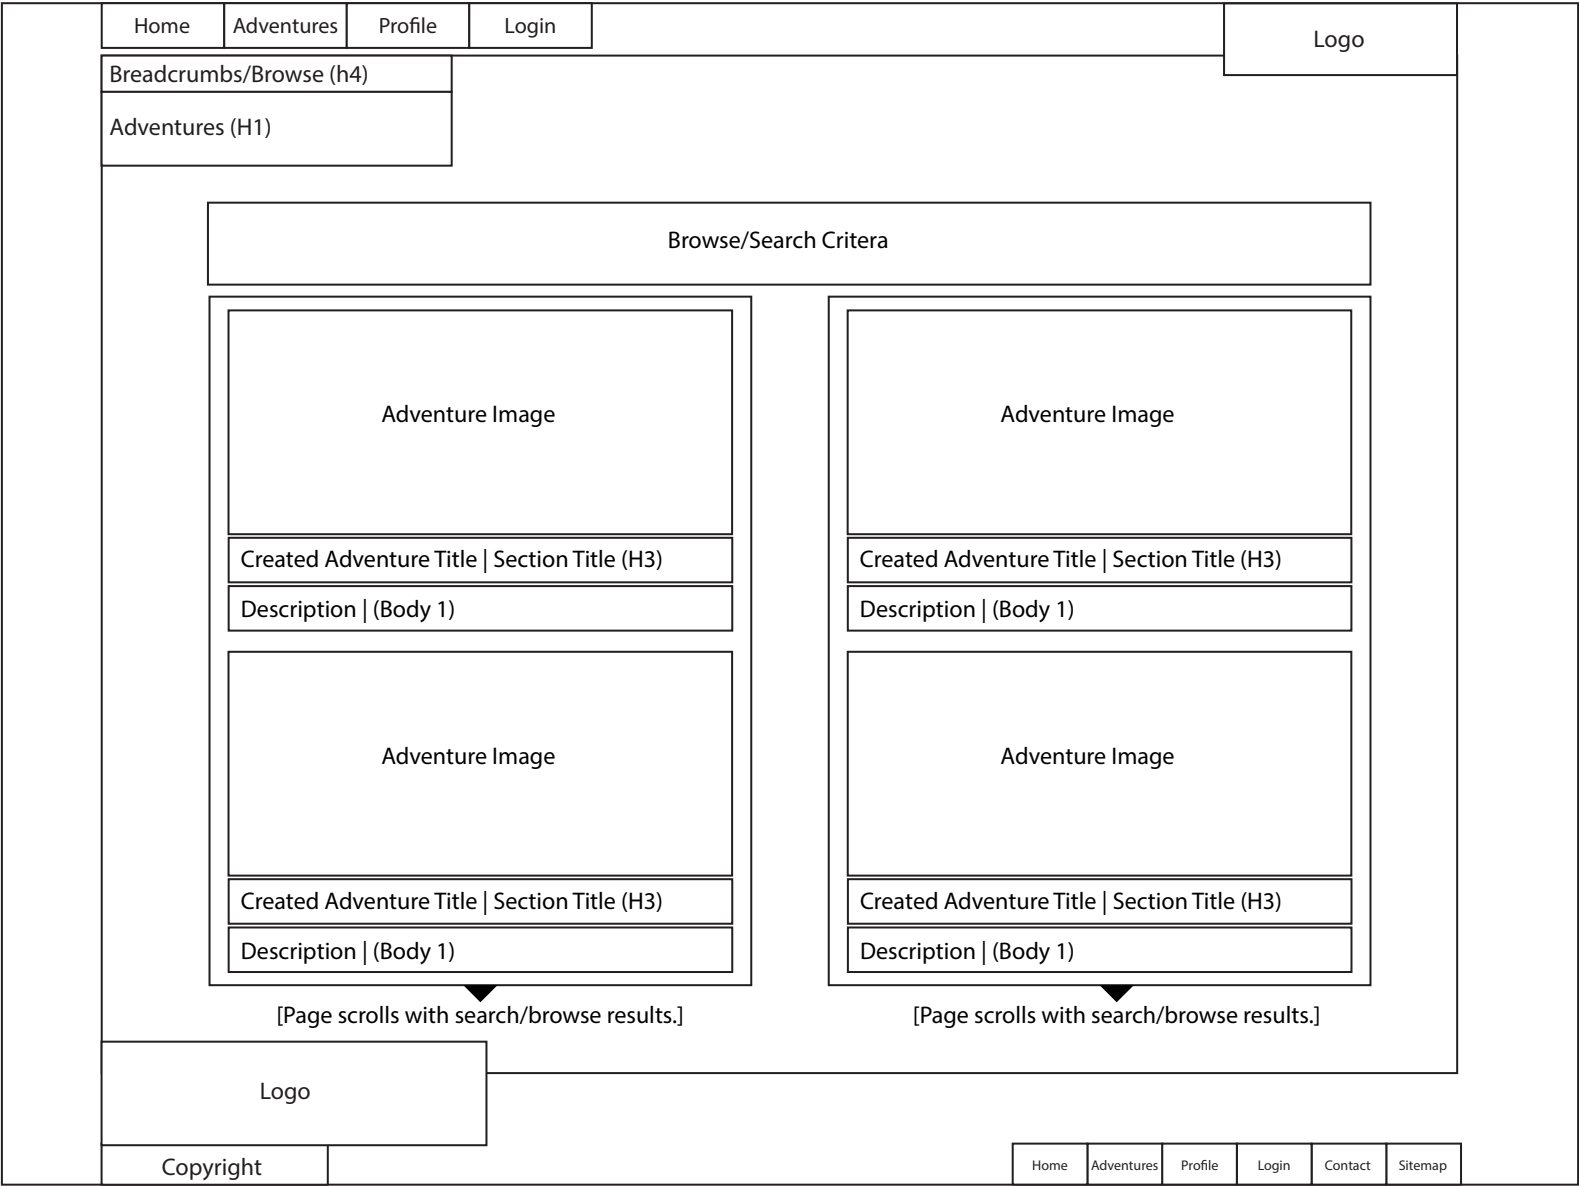 Home Adventures Profile Login
Logo
Breadcrumbs/Browse (h4)
Adventures (H1)
Browse/Search Critera
Adventure Image
Created Adventure Title | Section Title (H3)
Description | (Body 1)
Adventure Image
Created Adventure Title | Section Title (H3)
Description | (Body 1)
[Page scrolls with search/browse results.]
Adventure Image
Created Adventure Title | Section Title (H3)
Description | (Body 1)
Adventure Image
Created Adventure Title | Section Title (H3)
Description | (Body 1)
[Page scrolls with search/browse results.]
Logo
Copyright
Home Adventures Profile Login Contact Sitemap